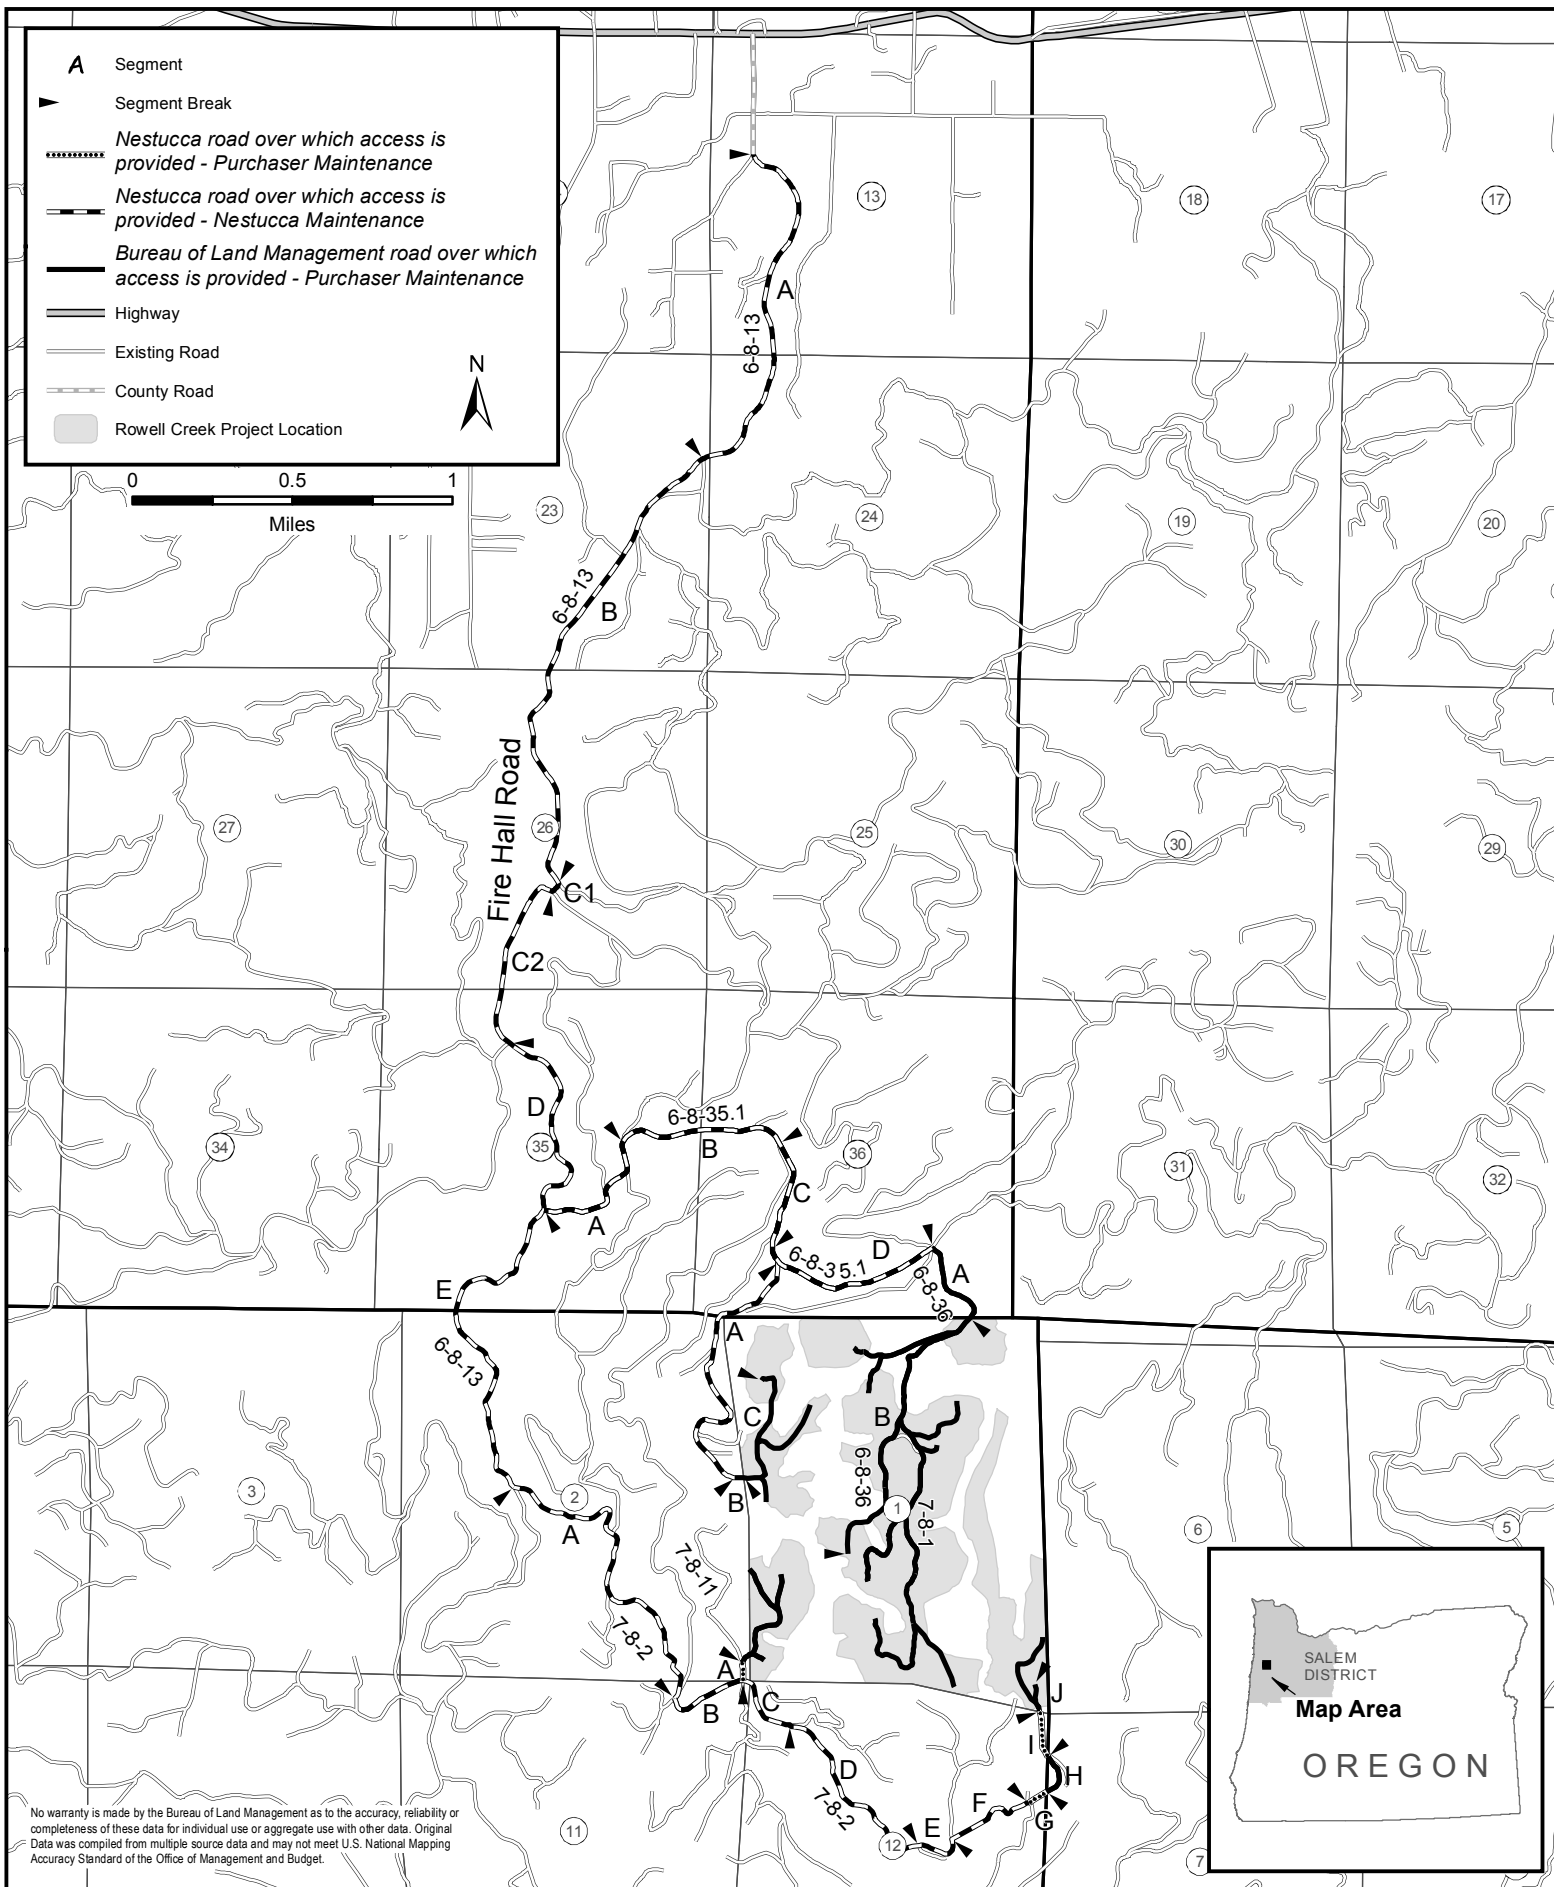 A Segment
Segment Break
Nestucca road over which access is
provided - Purchaser Maintenance
Nestucca road over which access is
provided - Nestucca Maintenance
Bureau of Land Management road over which
access is provided - Purchaser Maintenance
Highway
Existing Road
County Road
Rowell Creek Project Location
N
0 0.5 1
Miles
13
18
17
A
6-8-13
23
24
19
20
6-8-13
B
Fire Hall Road
27
26
25
30
29
C1
C2
D
6-8-35.1
B
34
35
36
31
32
C
A
D
6-8-35.1
A
6-8-36
E
6-8-13
A
C
B
6-8-36
3
2
B
1
7-8-1
6
5
A
7-8-11
7-8-2
A
B
C
J
I
H
D
7-8-2
F
G
E
11
12
7
SALEM
DISTRICT
Map Area
OREGON
No warranty is made by the Bureau of Land Management as to the accuracy, reliability or
completeness of these data for individual use or aggregate use with other data. Original
Data was compiled from multiple source data and may not meet U.S. National Mapping
Accuracy Standard of the Office of Management and Budget.